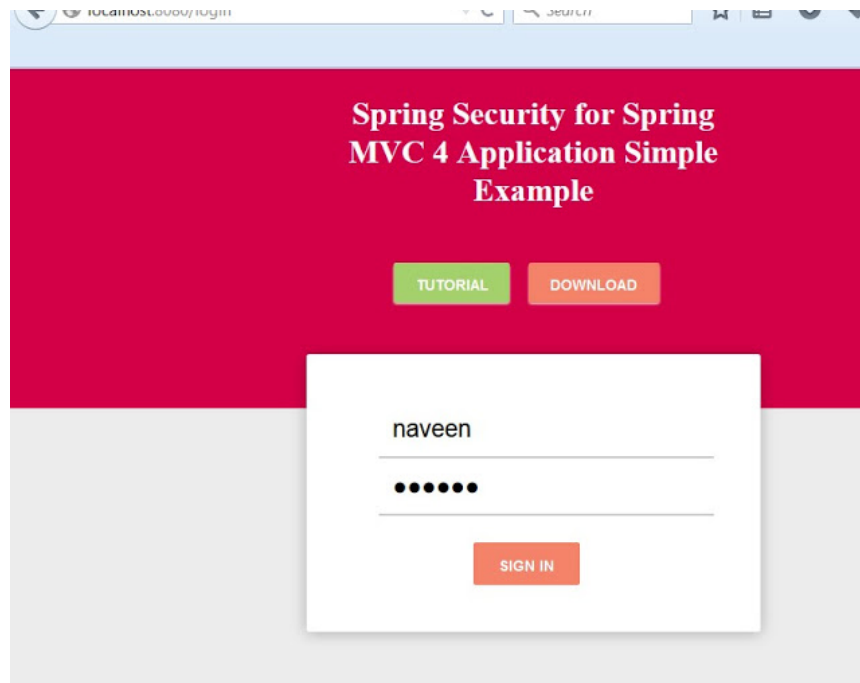 localhost:8080/login
Search
Spring Security for Spring
MVC 4 Application Simple
Example
TUTORIAL
DOWNLOAD
naveen
••••••
SIGN IN